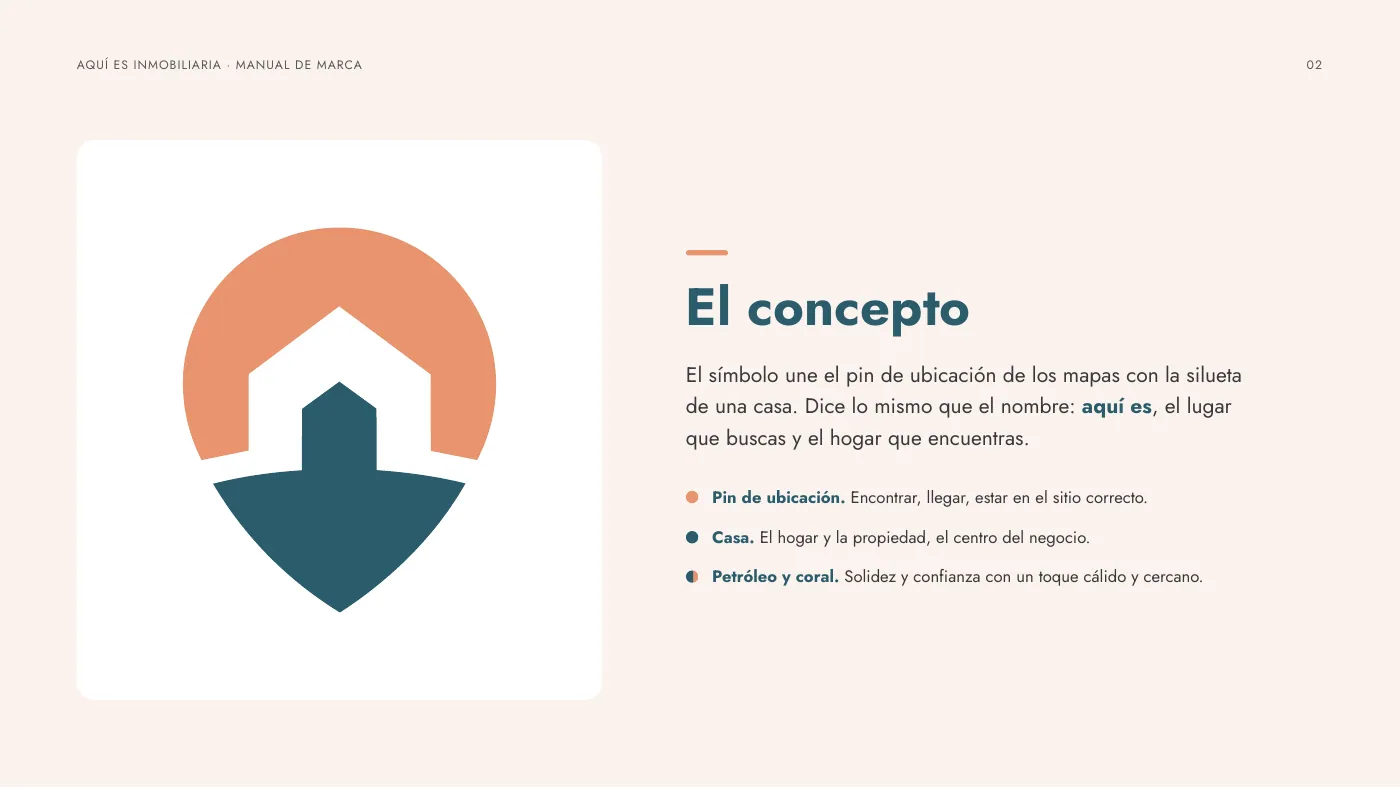 AQUÍ ES INMOBILIARIA · MANUAL DE MARCA
02
El concepto
El símbolo une el pin de ubicación de los mapas con la silueta
de una casa. Dice lo mismo que el nombre: aquí es, el lugar
que buscas y el hogar que encuentras.
Pin de ubicación. Encontrar, llegar, estar en el sitio correcto.
Casa. El hogar y la propiedad, el centro del negocio.
Petróleo y coral. Solidez y confianza con un toque cálido y cercano.